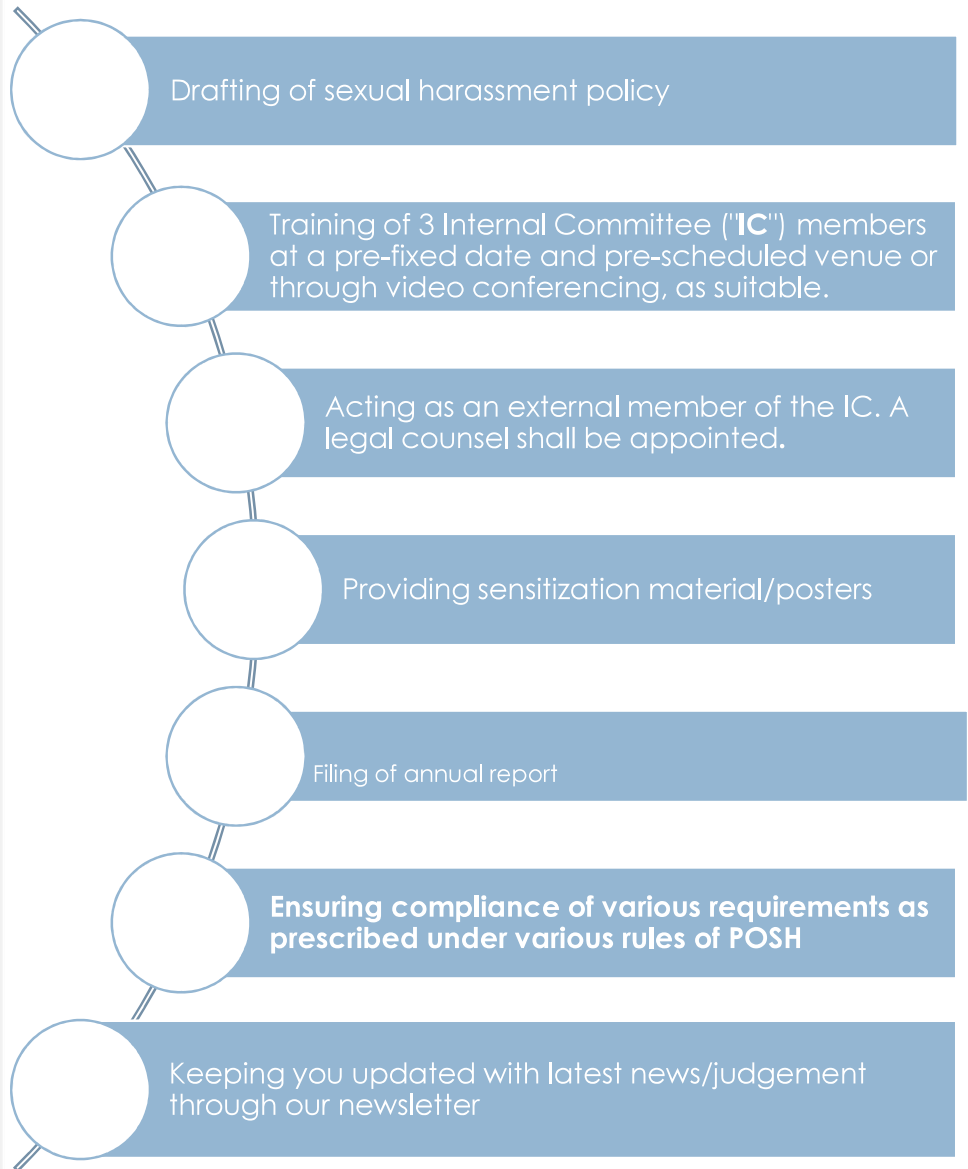 Drafting of sexual harassment policy
Training of 3 Internal Committee ("IC") members
at a pre-fixed date and pre-scheduled venue or
through video conferencing, as suitable.
Acting as an external member of the IC. A
legal counsel shall be appointed.
Providing sensitization material/posters
Filing of annual report
Ensuring compliance of various requirements as
prescribed under various rules of POSH
Keeping you updated with latest news/judgement
through our newsletter